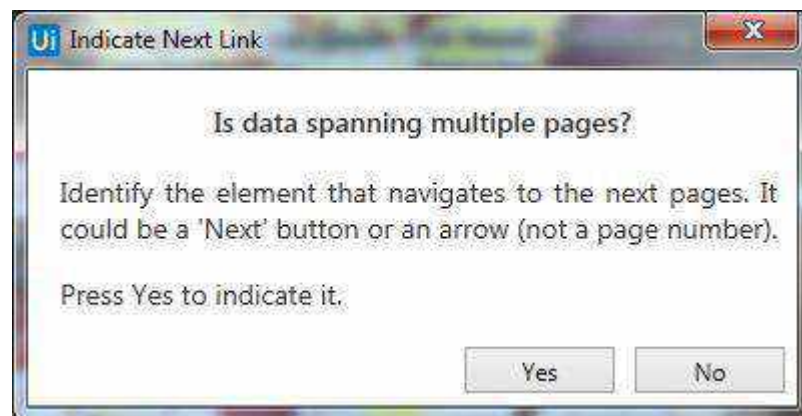 Ui Indicate Next Link
Is data spanning multiple pages?
Identify the element that navigates to the next pages. It
could be a 'Next' button or an arrow (not a page number).
Press Yes to indicate it.
Yes No